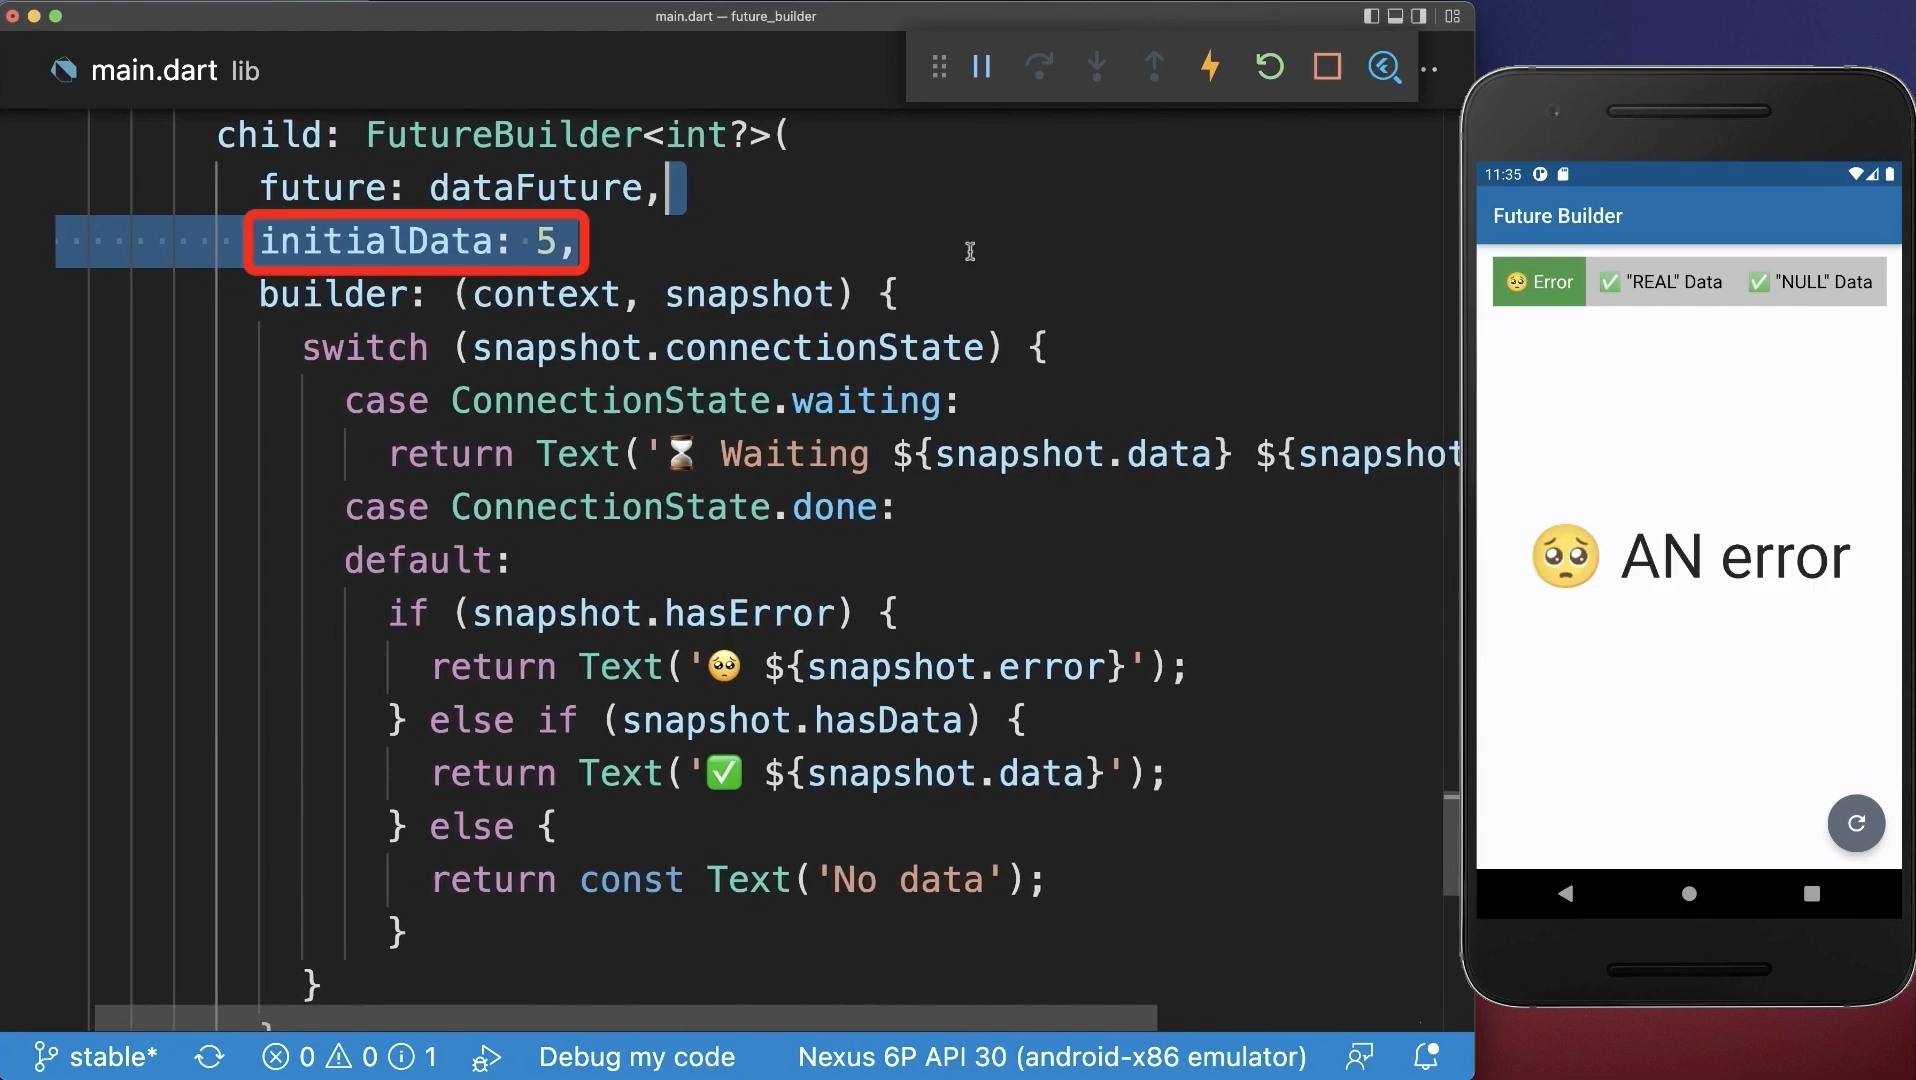 main.dart — future_builder
main.dart lib
child: FutureBuilder<int?>(
future: dataFuture,
initialData: 5,
builder: (context, snapshot) {
switch (snapshot.connectionState) {
case ConnectionState.waiting:
return Text('⏳ Waiting ${snapshot.data} ${snapshot
case ConnectionState.done:
default:
if (snapshot.hasError) {
return Text('🥺 ${snapshot.error}');
} else if (snapshot.hasData) {
return Text('✅ ${snapshot.data}');
} else {
return const Text('No data');
}
}
stable* 0 0 1 Debug my code Nexus 6P API 30 (android-x86 emulator)
11:35
Future Builder
🥺 Error ✅ "REAL" Data ✅ "NULL" Data
🥺 AN error